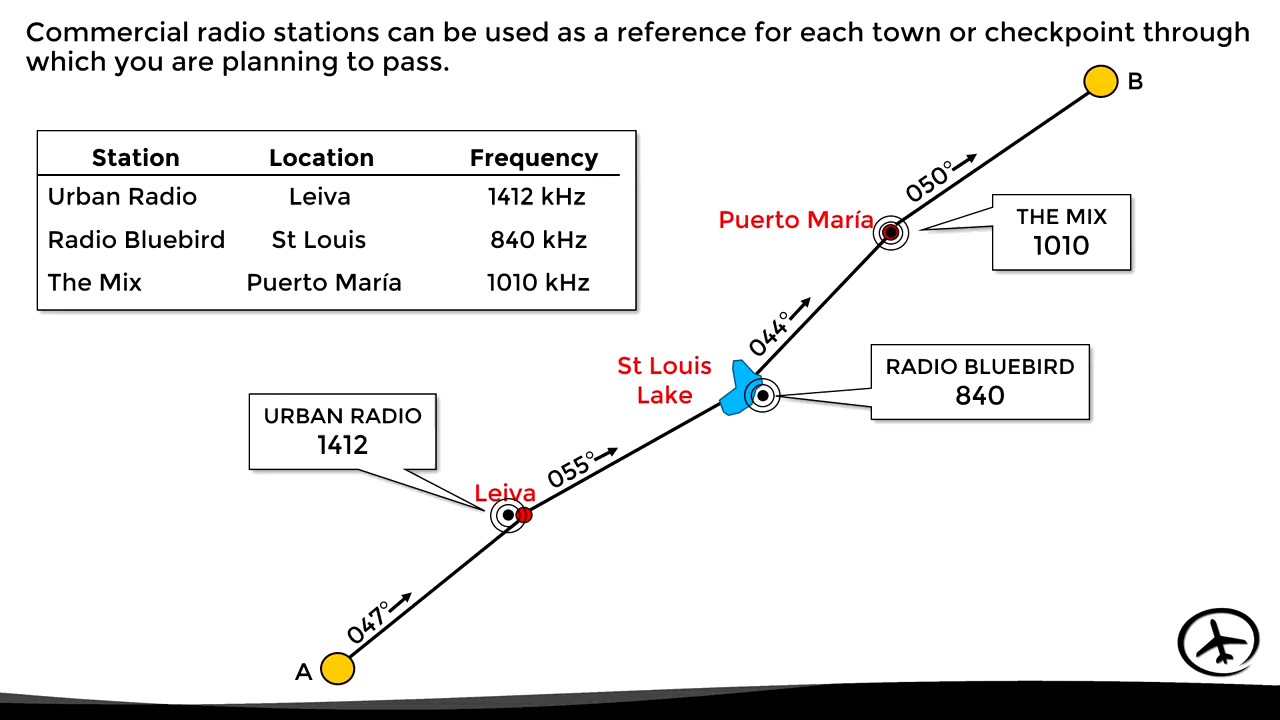 Commercial radio stations can be used as a reference for each town or checkpoint through
which you are planning to pass.
Station Location Frequency
Urban Radio Leiva 1412 kHz
Radio Bluebird St Louis 840 kHz
The Mix Puerto María 1010 kHz
B
050°
Puerto María
THE MIX
1010
044°
St Louis
Lake
RADIO BLUEBIRD
840
URBAN RADIO
1412
055°
Leiva
047°
A